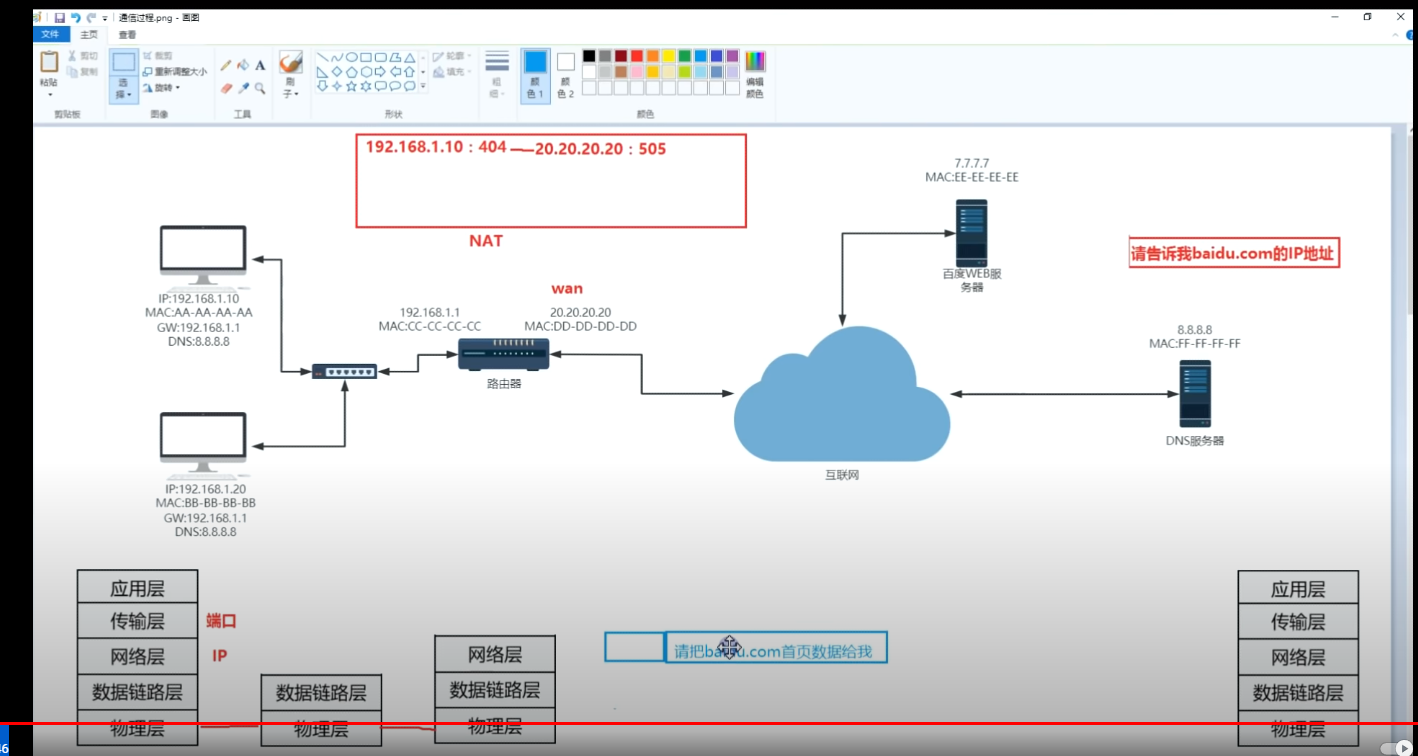 通信过程.png - 画图
文件 主页 查看
粘贴
剪切
复制
剪贴板
选择
裁剪
重新调整大小
旋转
图像
A
工具
刷子
轮廓
填充
形状
粗细
颜色 1
颜色 2
编辑颜色
颜色
192.168.1.10：404——20.20.20.20：505
NAT
wan
7.7.7.7
MAC:EE-EE-EE-EE
百度WEB服
务器
请告诉我baidu.com的IP地址
IP:192.168.1.10
MAC:AA-AA-AA-AA
GW:192.168.1.1
DNS:8.8.8.8
192.168.1.1
MAC:CC-CC-CC-CC
20.20.20.20
MAC:DD-DD-DD-DD
路由器
8.8.8.8
MAC:FF-FF-FF-FF
DNS服务器
互联网
IP:192.168.1.20
MAC:BB-BB-BB-BB
GW:192.168.1.1
DNS:8.8.8.8
应用层
传输层 端口
网络层 IP
数据链路层
物理层
数据链路层
物理层
网络层
数据链路层
物理层
请把baidu.com首页数据给我
应用层
传输层
网络层
数据链路层
物理层
46